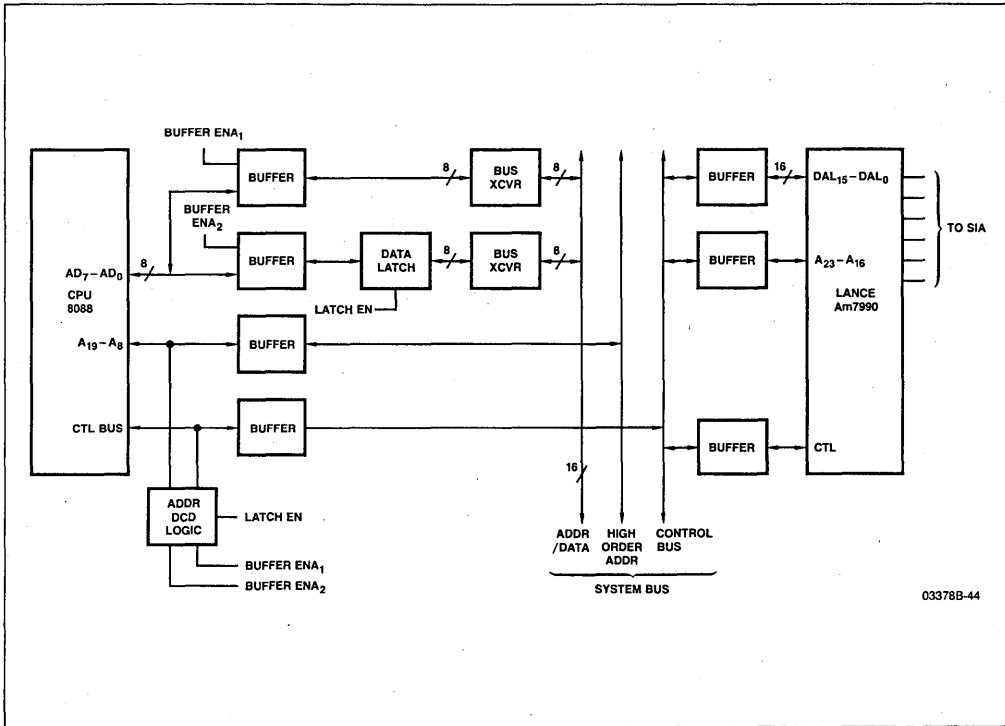 BUFFER ENA₁
BUFFER
8
BUS
XCVR
8
BUFFER
16
DAL₁₅–DAL₀
TO SIA
BUFFER
ENA₂
BUFFER
DATA
LATCH
8
BUS
XCVR
8
BUFFER
A₂₃–A₁₆
LANCE
Am7990
AD₇–AD₀
8
CPU
8088
LATCH EN
A₁₉–A₈
BUFFER
CTL BUS
BUFFER
BUFFER
CTL
16
ADDR
DCD
LOGIC
LATCH EN
BUFFER ENA₁
BUFFER ENA₂
ADDR
/DATA
HIGH
ORDER
ADDR
CONTROL
BUS
SYSTEM BUS
03378B-44